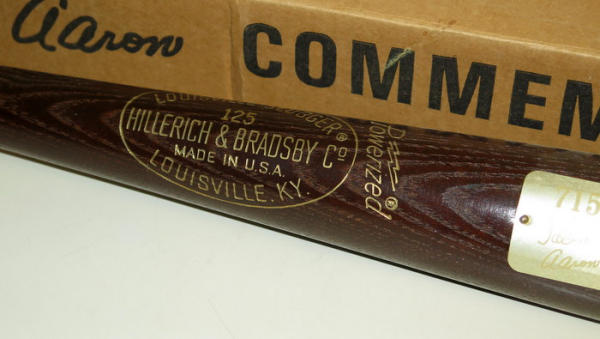 Aaron
COMMEM
LOUISVILLE SLUGGER®
125
HILLERICH & BRADSBY Co
MADE IN U.S.A.
LOUISVILLE, KY.
Powerized
®
715
Aaron